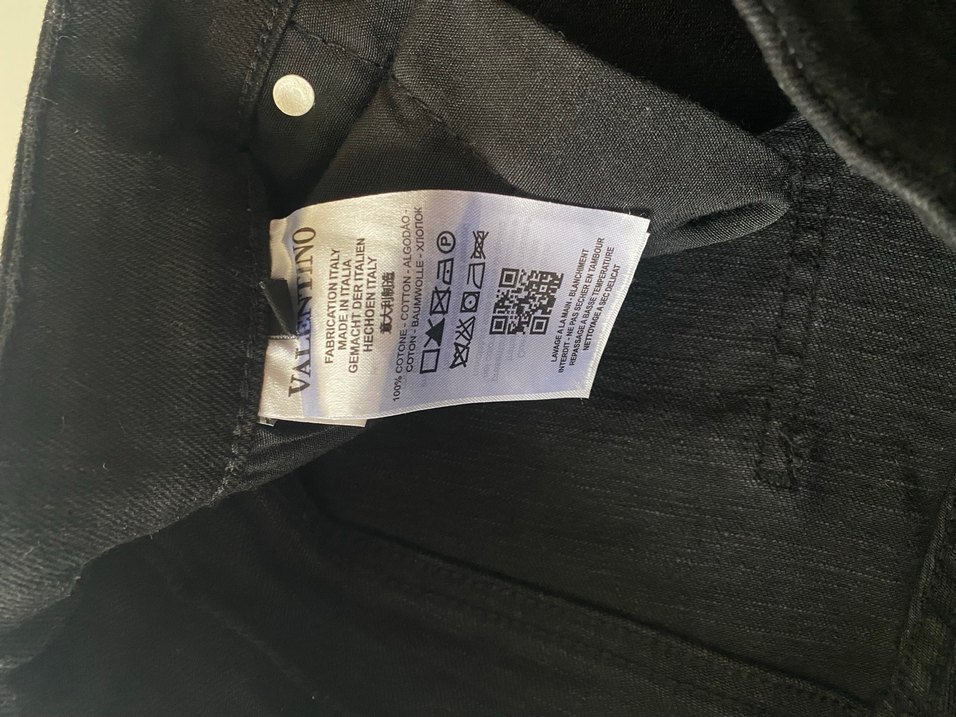 VALENTINO
FABRICATION ITALY
MADE IN ITALIA
GEMACHT DER ITALIEN
HECHOEN ITALY
意大利制造
100% COTONE - COTTON - ALGODÃO -
COTON - BAUMWOLLE - ХЛОПОК
P
LAVAGE A LA MAIN - BLANCHIMENT
INTERDIT - NE PAS SECHER EN TAMBOUR
REPASSAGE A BASSE TEMPERATURE
NETTOYAGE A SEC DELICAT